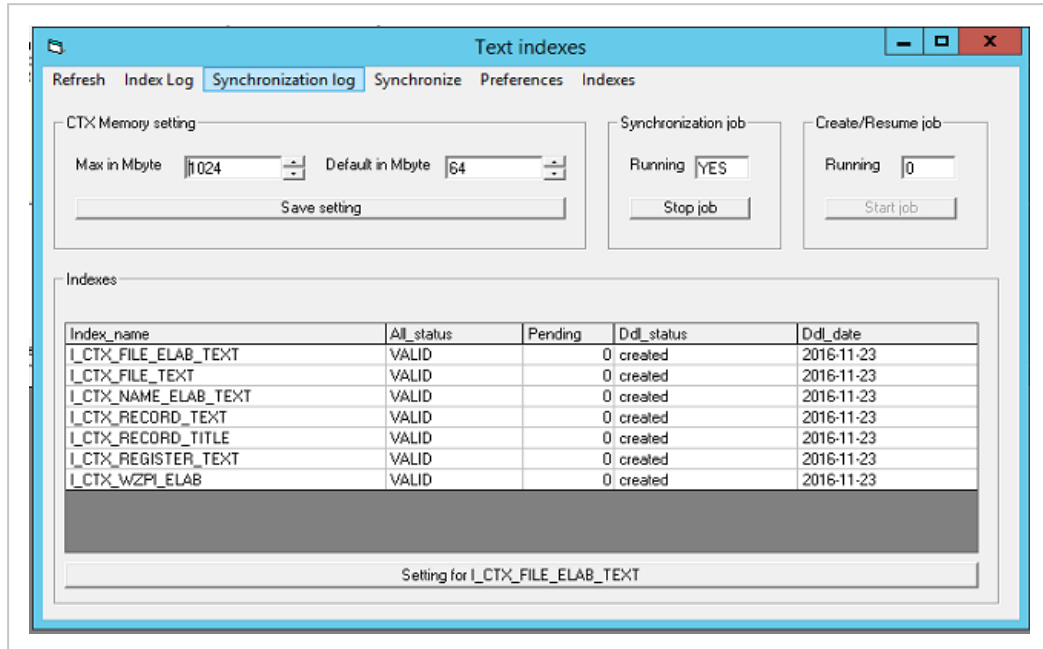 Text indexes
Refresh Index Log Synchronization log Synchronize Preferences Indexes
CTX Memory setting Synchronization job Create/Resume job
Max in Mbyte 1024 Default in Mbyte 64 Running YES Running 0
Save setting Stop job Start job
Indexes
Index_name All_status Pending Ddl_status Ddl_date
I_CTX_FILE_ELAB_TEXT VALID 0 created 2016-11-23
I_CTX_FILE_TEXT VALID 0 created 2016-11-23
I_CTX_NAME_ELAB_TEXT VALID 0 created 2016-11-23
I_CTX_RECORD_TEXT VALID 0 created 2016-11-23
I_CTX_RECORD_TITLE VALID 0 created 2016-11-23
I_CTX_REGISTER_TEXT VALID 0 created 2016-11-23
I_CTX_WZPI_ELAB VALID 0 created 2016-11-23
Setting for I_CTX_FILE_ELAB_TEXT